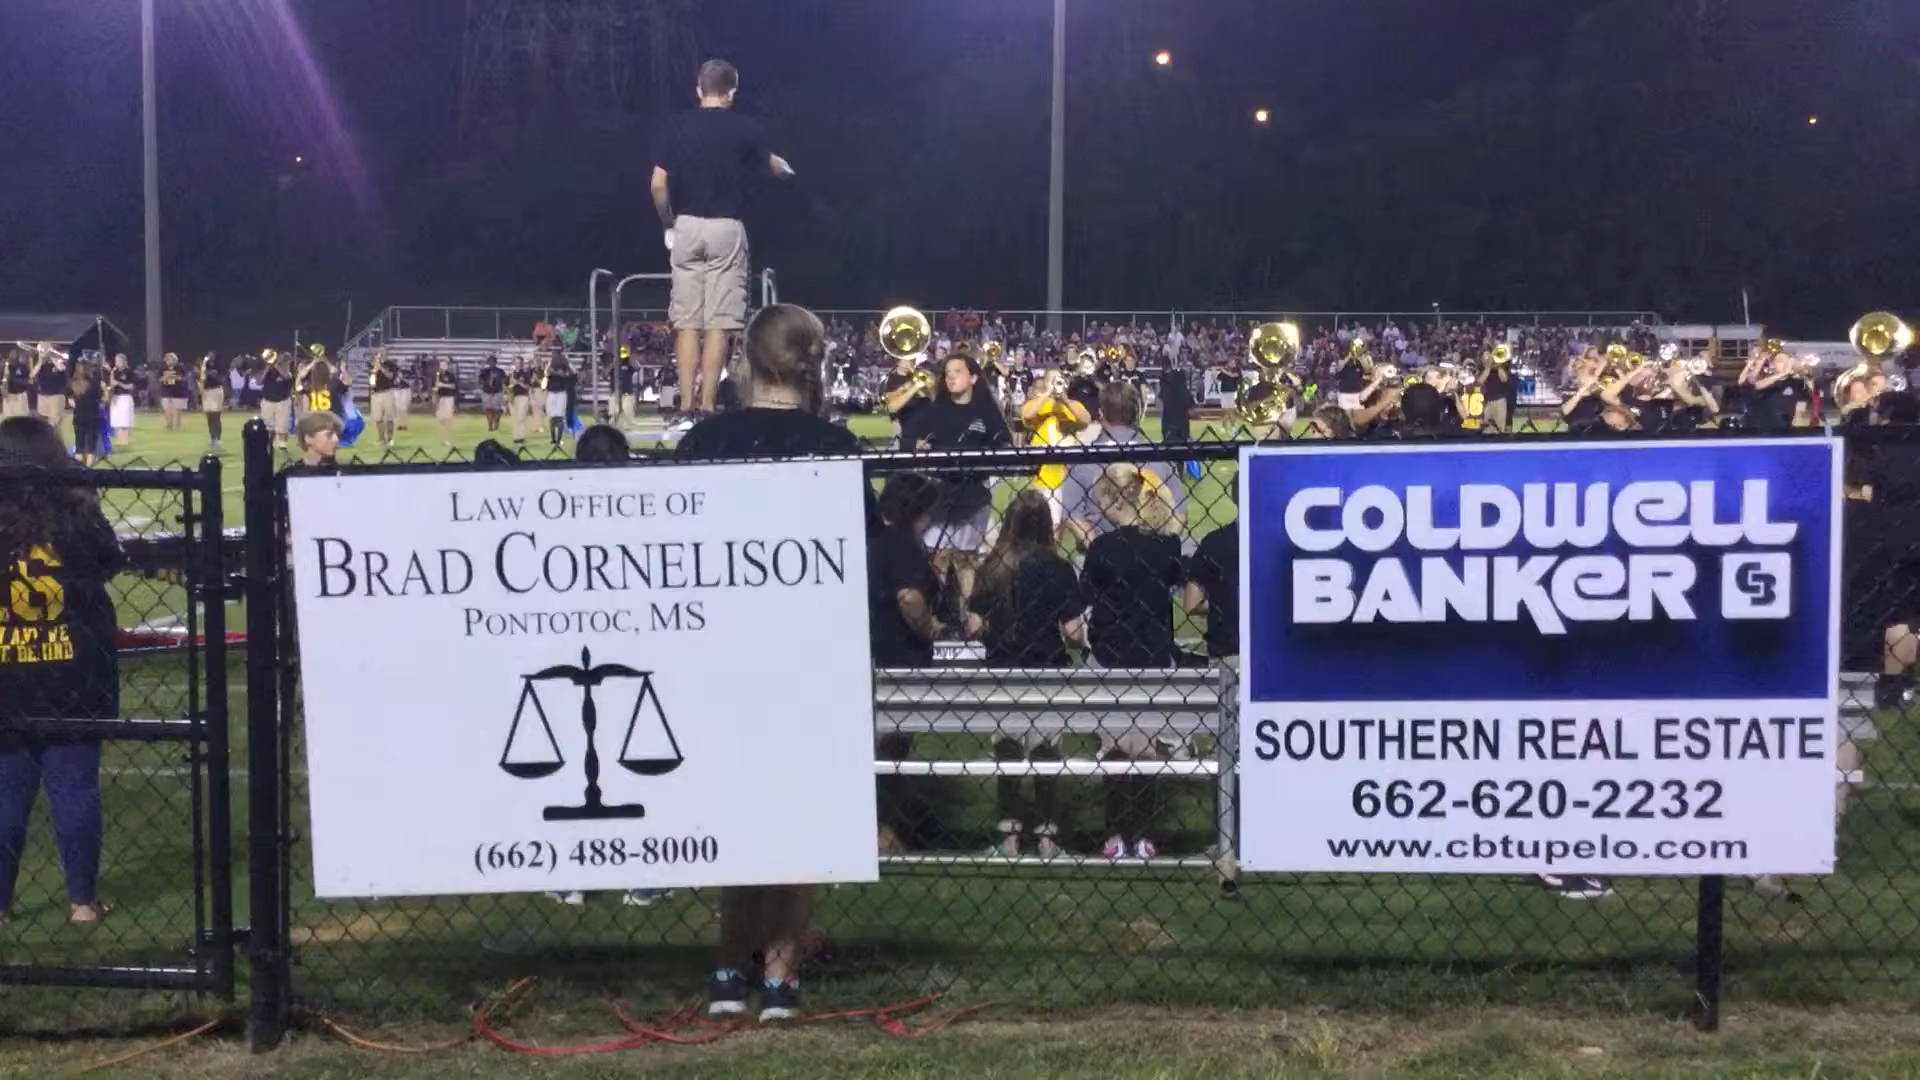 LAW OFFICE OF
BRAD CORNELISON
PONTOTOC, MS
(662) 488-8000
COLDWELL
BANKER CB
SOUTHERN REAL ESTATE
662-620-2232
www.cbtupelo.com
16
16